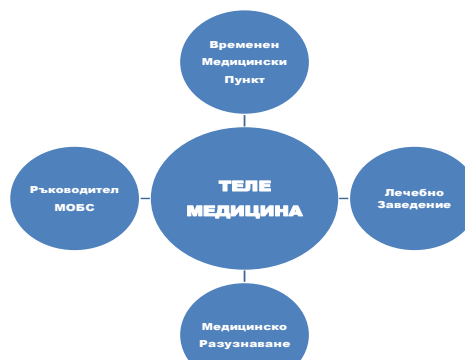 Временен
Медицински
Пункт
Ръководител
МОБС
ТЕЛЕ
МЕДИЦИНА
Лечебно
Заведение
Медицинско
Разузнаване